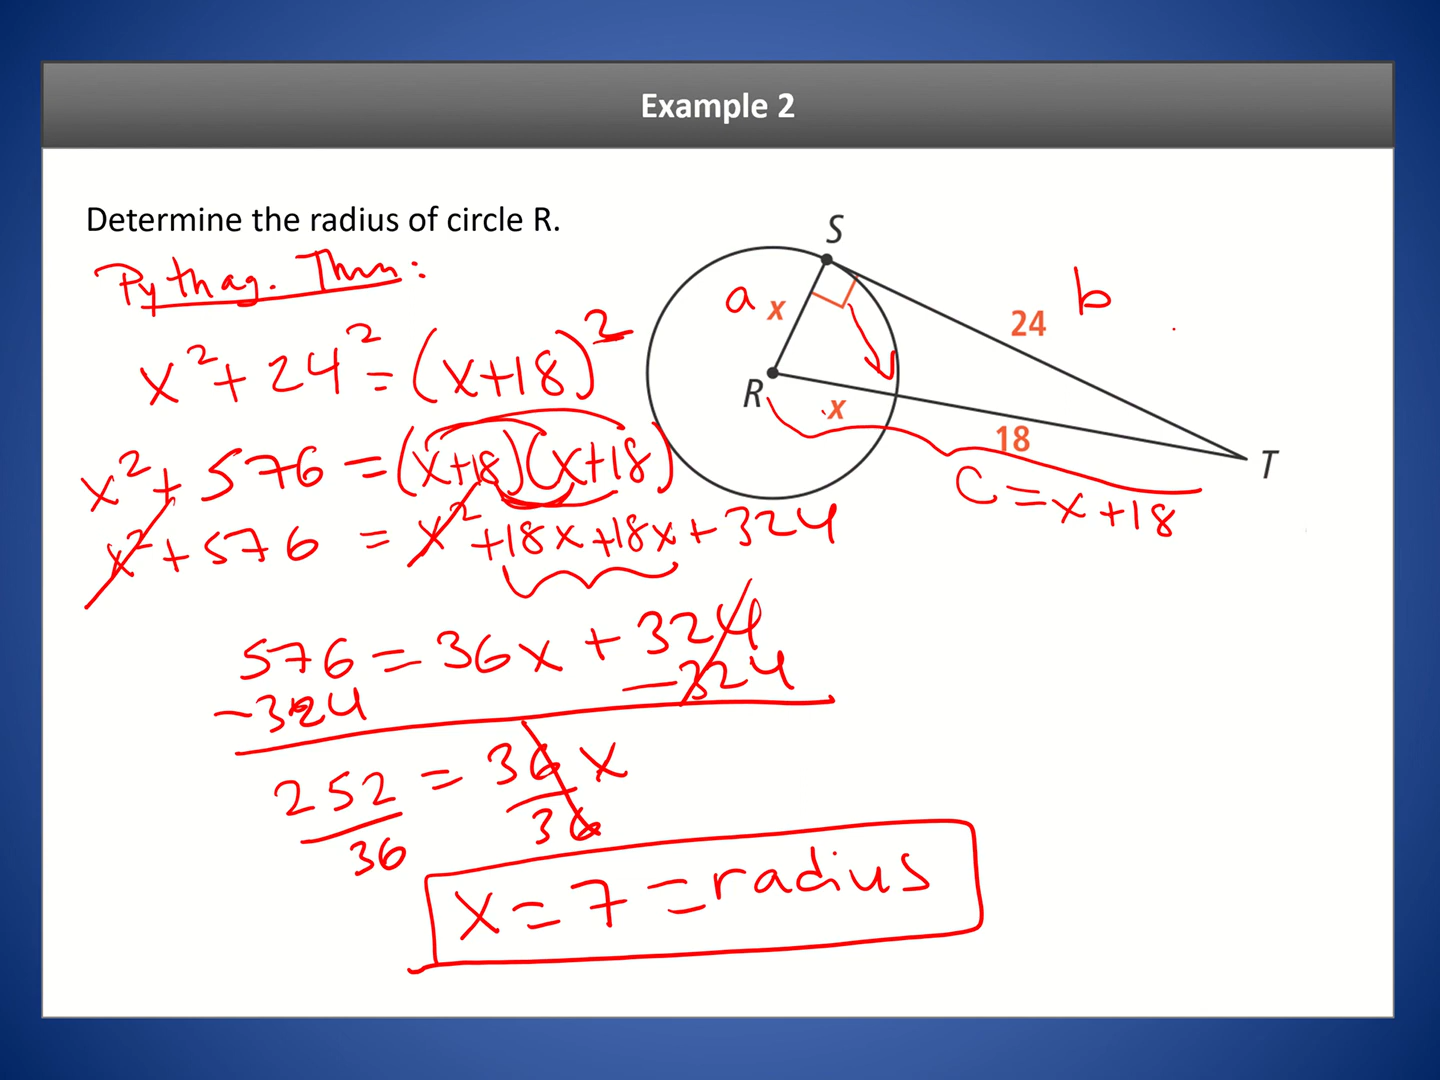 Example 2
Determine the radius of circle R.
Pythag. Thm:
x² + 24² = (x+18)²
x² + 576 = (x+18)(x+18)
x² + 576 = x² + 18x + 18x + 324
576 = 36x + 324
-324 -324
252 = 36x
36 36
x = 7 = radius
S
a x
b
24
R
x
18
T
C = x + 18